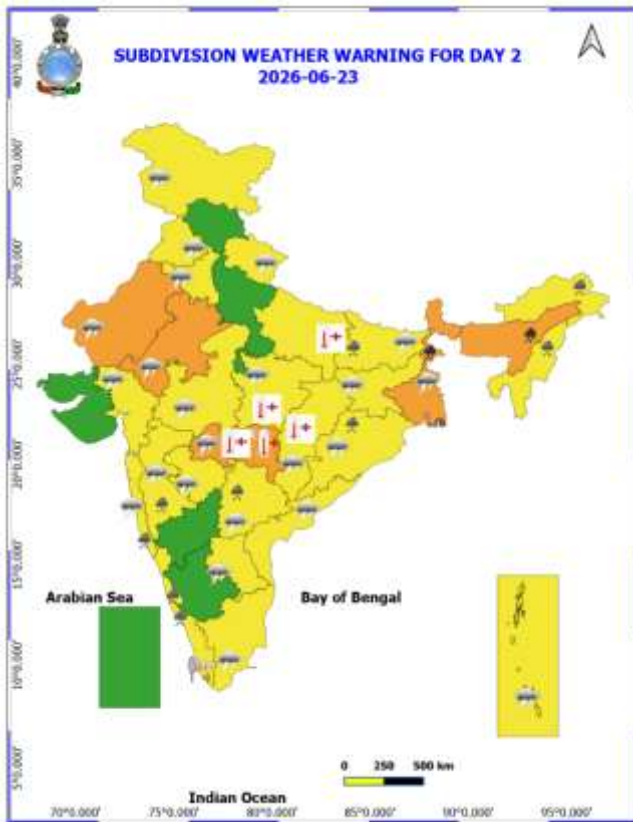 SUBDIVISION WEATHER WARNING FOR DAY 2
2026-06-23
40°0.000'
35°0.000'
30°0.000'
25°0.000'
20°0.000'
15°0.000'
10°0.000'
5°0.000'
Arabian Sea
Bay of Bengal
0 250 500 km
Indian Ocean
70°0.000' 75°0.000' 80°0.000' 85°0.000' 90°0.000' 95°0.000'